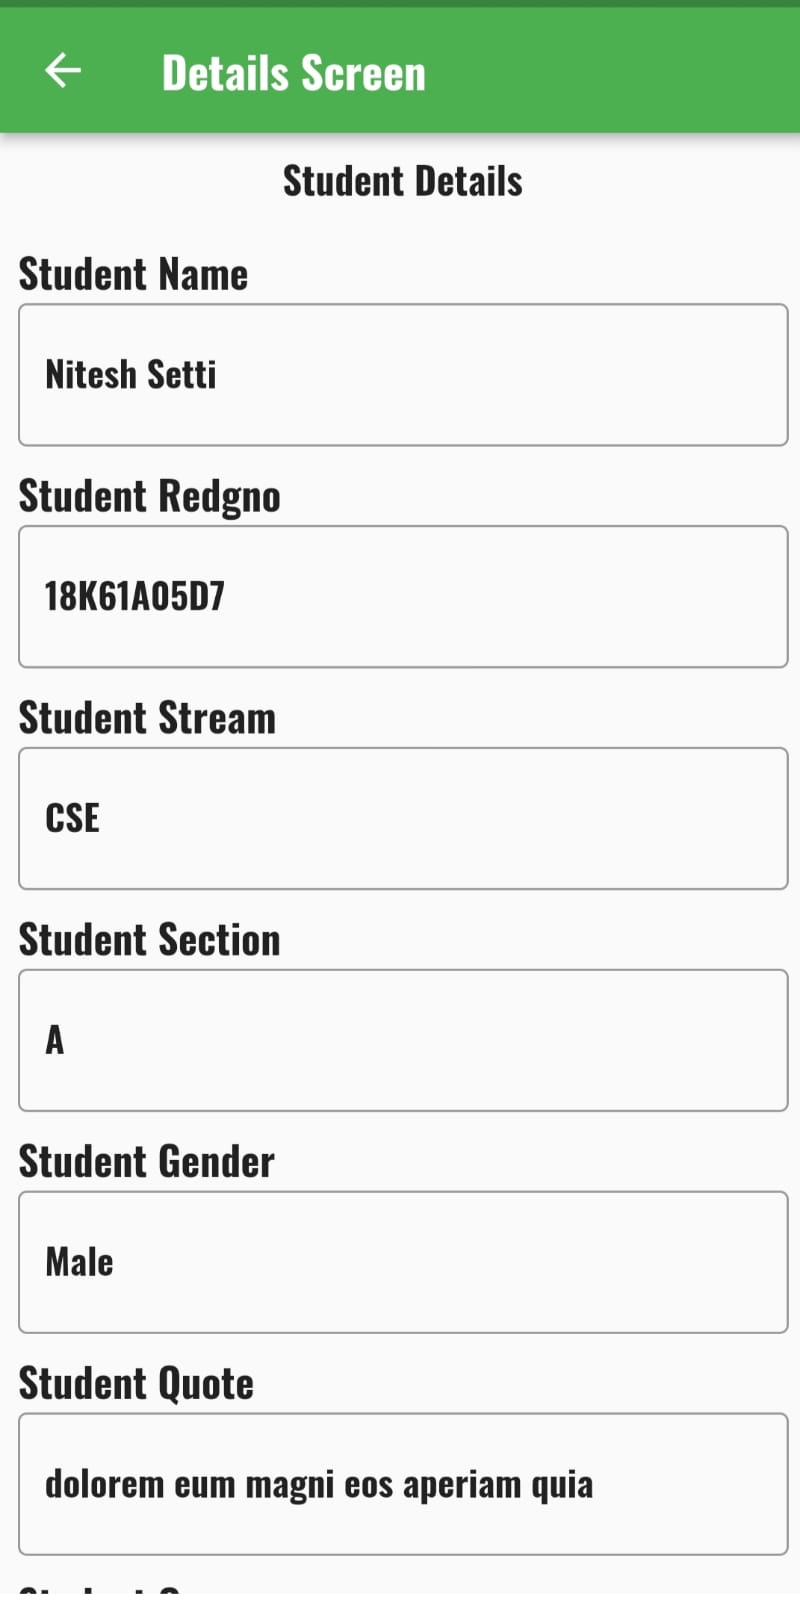 Details Screen
Student Details
Student Name
Nitesh Setti
Student Redgno
18K61A05D7
Student Stream
CSE
Student Section
A
Student Gender
Male
Student Quote
dolorem eum magni eos aperiam quia
Student